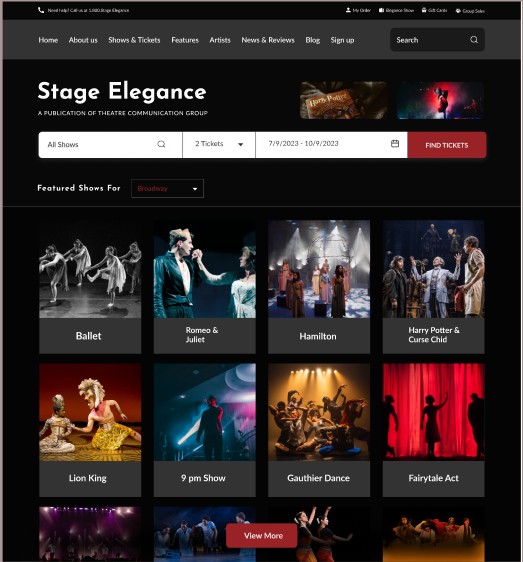 Need help? Call us at 1.800.Stage Elegance
My Order
Elegance Show
Gift Cards
Group Sales
Home
About us
Shows & Tickets
Features
Artists
News & Reviews
Blog
Sign up
Search
Stage Elegance
A PUBLICATION OF THEATRE COMMUNICATION GROUP
Harry Potter
All Shows
2 Tickets
7/9/2023 - 10/9/2023
FIND TICKETS
Featured Shows For
Broadway
Ballet
Romeo &
Juliet
Hamilton
Harry Potter &
Curse Chid
Lion King
9 pm Show
Gauthier Dance
Fairytale Act
View More